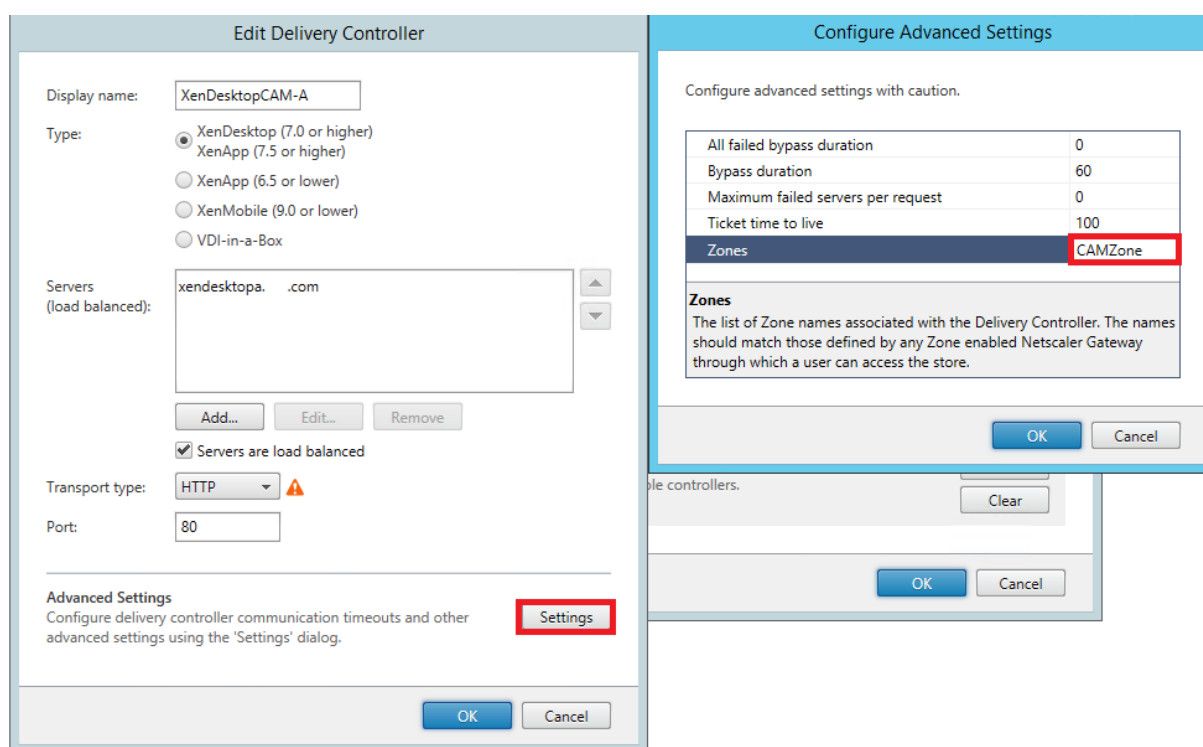 Edit Delivery Controller
Display name:
XenDesktopCAM-A
Type:
XenDesktop (7.0 or higher)
XenApp (7.5 or higher)
XenApp (6.5 or lower)
XenMobile (9.0 or lower)
VDI-in-a-Box
Servers
(load balanced):
xendesktopa. .com
Add...
Edit...
Remove
Servers are load balanced
Transport type:
HTTP
Port:
80
Advanced Settings
Configure delivery controller communication timeouts and other
advanced settings using the 'Settings' dialog.
Settings
OK
Cancel
Configure Advanced Settings
Configure advanced settings with caution.
All failed bypass duration 0
Bypass duration 60
Maximum failed servers per request 0
Ticket time to live 100
Zones CAMZone
Zones
The list of Zone names associated with the Delivery Controller. The names
should match those defined by any Zone enabled Netscaler Gateway
through which a user can access the store.
OK
Cancel
ble controllers.
Clear
OK
Cancel